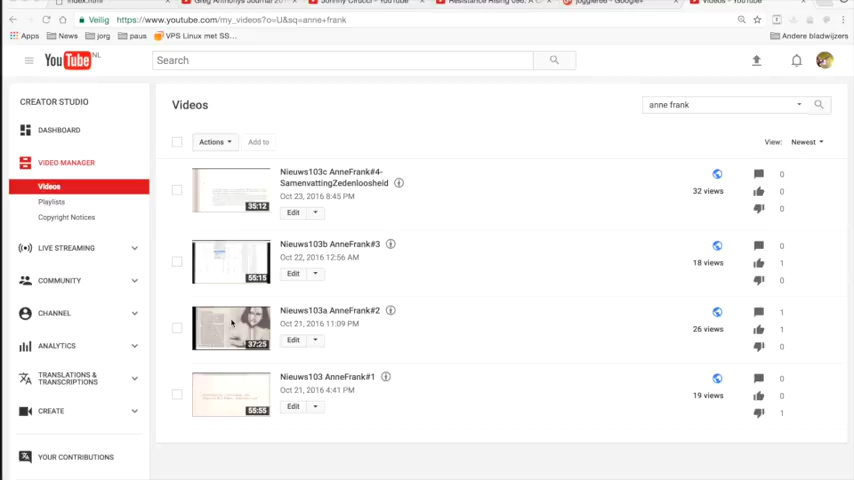 index.html
Greg Anthonys Journal 2
Johnny Cirucci - YouTube
Resistance Rising USE: A C
joggler66 - Google+
Videos - YouTube
Veilig
https://www.youtube.com/my_videos?o=U&sq=anne+frank
Apps
News
jorg
paus
VPS Linux met SS...
Andere bladwijzers
YouTube NL
Search
CREATOR STUDIO
Videos
anne frank
DASHBOARD
Actions
Add to
View:
Newest
VIDEO MANAGER
Videos
Playlists
Copyright Notices
LIVE STREAMING
COMMUNITY
CHANNEL
ANALYTICS
TRANSLATIONS &
TRANSCRIPTIONS
CREATE
YOUR CONTRIBUTIONS
Nieuws103c AnneFrank#4-
SamenvattingZedenloosheid
Oct 23, 2016 8:45 PM
35:12
Edit
32 views
0
0
0
Nieuws103b AnneFrank#3
Oct 22, 2016 12:56 AM
55:15
Edit
18 views
0
1
0
Nieuws103a AnneFrank#2
Oct 21, 2016 11:09 PM
37:25
Edit
26 views
1
1
0
Nieuws103 AnneFrank#1
Oct 21, 2016 4:41 PM
55:55
Edit
19 views
0
0
1